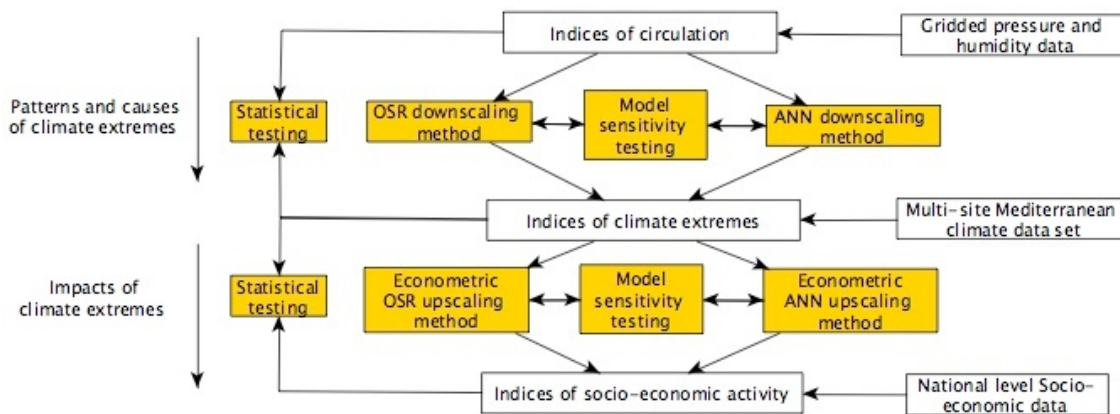 Indices of circulation
Gridded pressure and
humidity data
Patterns and causes
of climate extremes
Statistical
testing
OSR downscaling
method
Model
sensitivity
testing
ANN downscaling
method
Indices of climate extremes
Multi-site Mediterranean
climate data set
Impacts of
climate extremes
Statistical
testing
Econometric
OSR upscaling
method
Model
sensitivity
testing
Econometric
ANN upscaling
method
Indices of socio-economic activity
National level Socio-
economic data